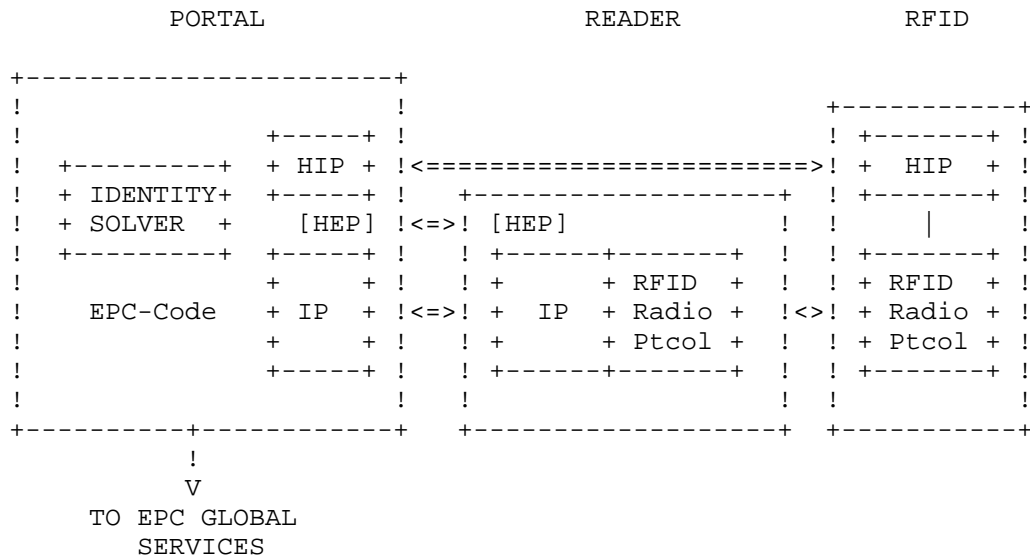 PORTAL READER RFID
+-----------------------+
! ! +-----------+
! +-----+ ! ! +-------+ !
! +---------+ + HIP + !<========================>! + HIP + !
! + IDENTITY+ +-----+ ! +-------------------+ ! +-------+ !
! + SOLVER + [HEP] !<=>! [HEP] ! ! | !
! +---------+ +-----+ ! ! +------+-------+ ! ! +-------+ !
! + + ! ! + + RFID + ! ! + RFID + !
! EPC-Code + IP + !<=>! + IP + Radio + !<>! + Radio + !
! + + ! ! + + Ptcol + ! ! + Ptcol + !
! +-----+ ! ! +------+-------+ ! ! +-------+ !
! ! ! ! ! !
+----------+------------+ +-------------------+ +-----------+
!
V
TO EPC GLOBAL
SERVICES